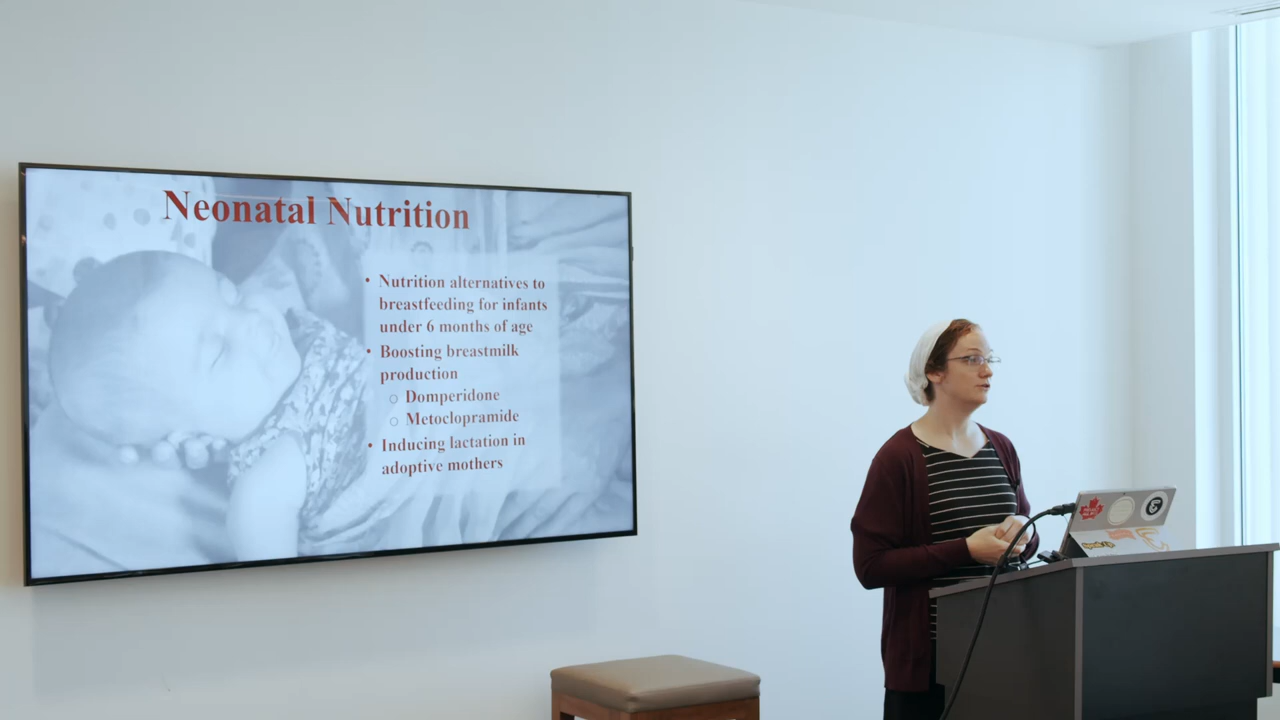 Neonatal Nutrition
• Nutrition alternatives to
breastfeeding for infants
under 6 months of age
• Boosting breastmilk
production
○ Domperidone
○ Metoclopramide
• Inducing lactation in
adoptive mothers